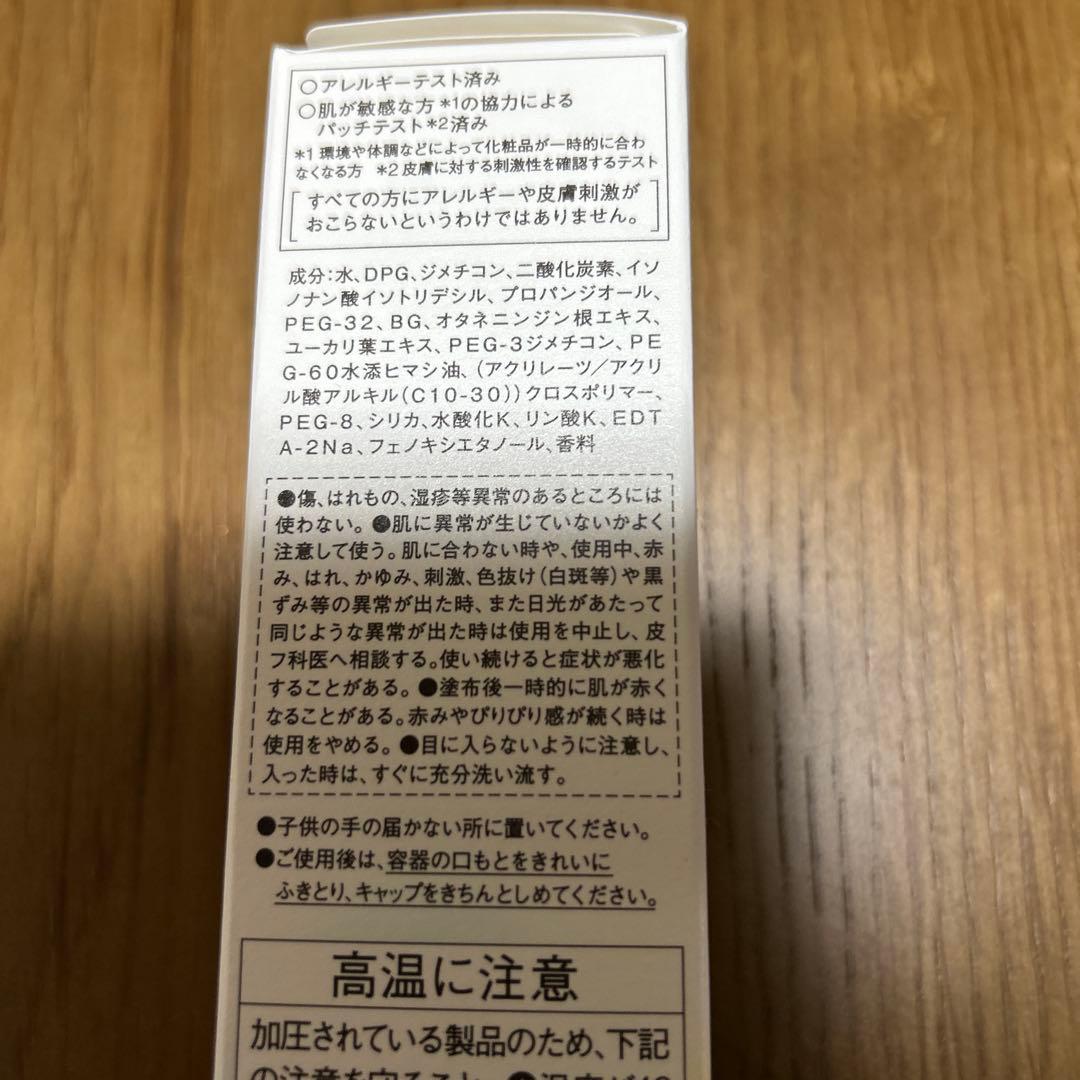 ○アレルギーテスト済み
○肌が敏感な方*1の協力による
パッチテスト*2済み
*1 環境や体調などによって化粧品が一時的に合わ
なくなる方 *2 皮膚に対する刺激性を確認するテスト
すべての方にアレルギーや皮膚刺激が
おこらないというわけではありません。
成分:水、DPG、ジメチコン、二酸化炭素、イソ
ノナン酸イソトリデシル、プロパンジオール、
PEG-32、BG、オタネニンジン根エキス、
ユーカリ葉エキス、PEG-3ジメチコン、PE
G-60水添ヒマシ油、(アクリレーツ/アクリ
ル酸アルキル(C10-30))クロスポリマー、
PEG-8、シリカ、水酸化K、リン酸K、EDT
A-2Na、フェノキシエタノール、香料
●傷、はれもの、湿疹等異常のあるところには
使わない。●肌に異常が生じていないかよく
注意して使う。肌に合わない時や、使用中、赤
み、はれ、かゆみ、刺激、色抜け(白斑等)や黒
ずみ等の異常が出た時、また日光があたって
同じような異常が出た時は使用を中止し、皮
フ科医へ相談する。使い続けると症状が悪化
することがある。●塗布後一時的に肌が赤く
なることがある。赤みやぴりぴり感が続く時は
使用をやめる。●目に入らないように注意し、
入った時は、すぐに充分洗い流す。
●子供の手の届かない所に置いてください。
●ご使用後は、容器の口もとをきれいに
ふきとり、キャップをきちんとしめてください。
高温に注意
加圧されている製品のため、下記
の注意を守ること。